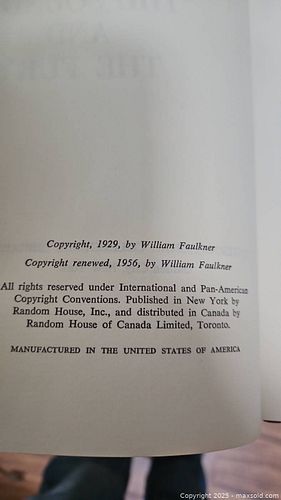 Copyright, 1929, by William Faulkner
Copyright renewed, 1956, by William Faulkner
All rights reserved under International and Pan-American
Copyright Conventions. Published in New York by
Random House, Inc., and distributed in Canada by
Random House of Canada Limited, Toronto.
MANUFACTURED IN THE UNITED STATES OF AMERICA
Copyright 2025 - maxsold.com